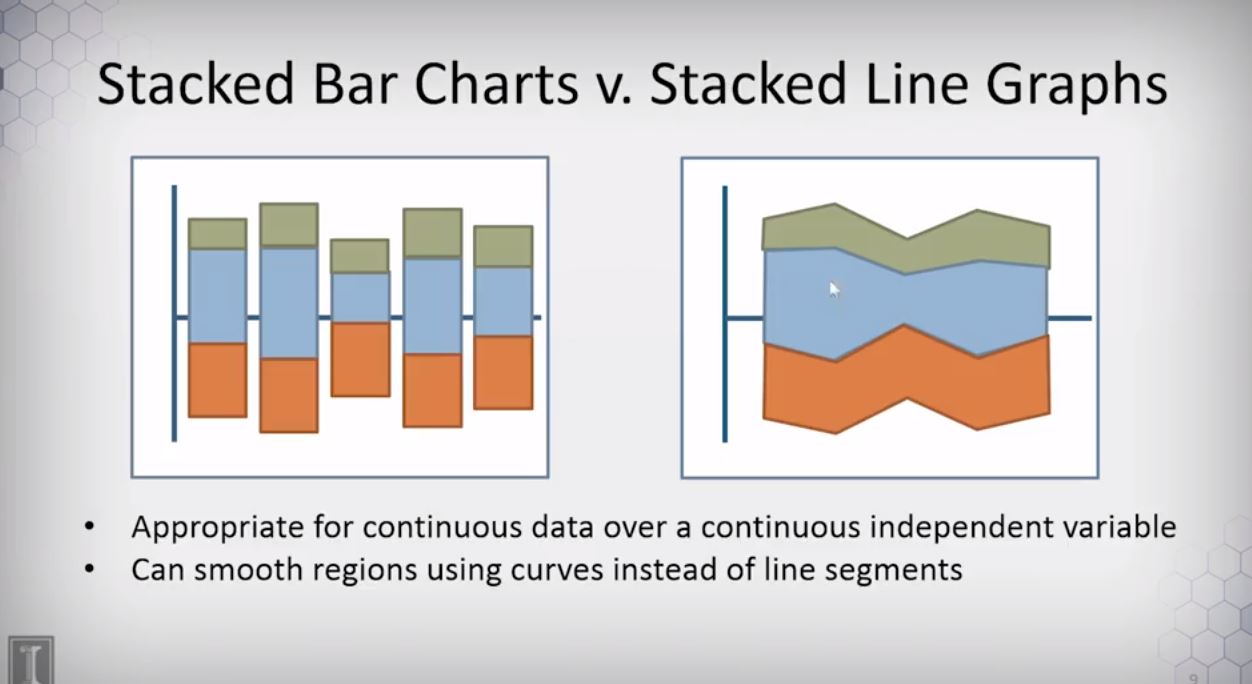 Stacked Bar Charts v. Stacked Line Graphs
• Appropriate for continuous data over a continuous independent variable
• Can smooth regions using curves instead of line segments
I
9